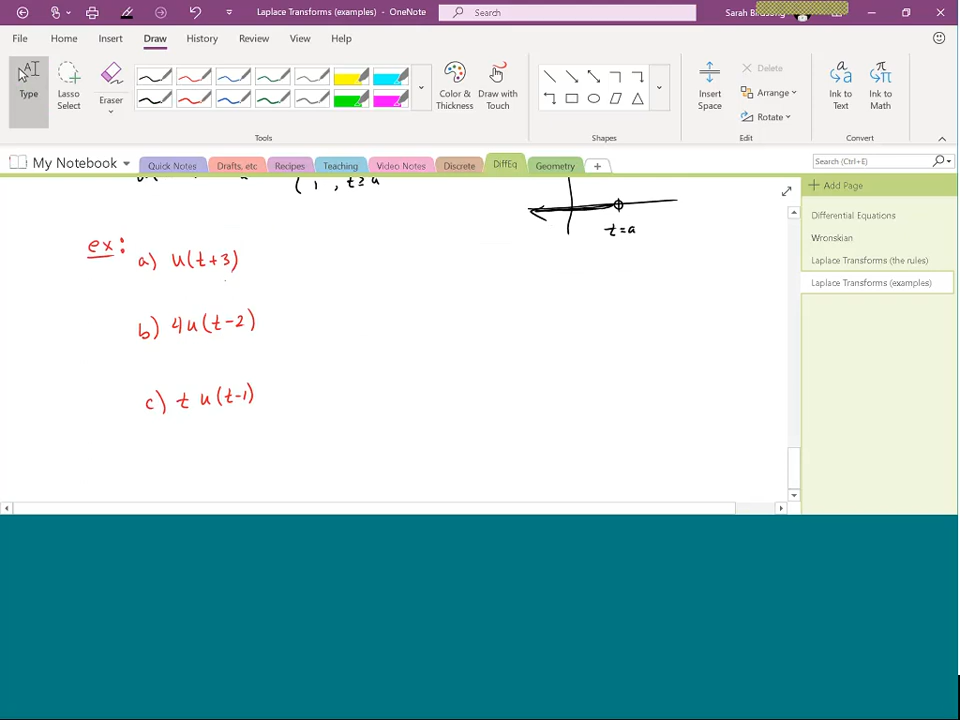 Laplace Transforms (examples) - OneNote
Search
Sarah
File Home Insert Draw History Review View Help
Type
Lasso Select
Eraser
Color & Thickness
Draw with Touch
Insert Space
Delete
Arrange
Rotate
Ink to Text
Ink to Math
Tools
Shapes
Edit
Convert
My Notebook
Quick Notes Drafts, etc Recipes Teaching Video Notes Discrete DiffEq Geometry
Search (Ctrl+E)
Add Page
Differential Equations
Wronskian
Laplace Transforms (the rules)
Laplace Transforms (examples)
1 , t ≥ a
t = a
ex:
a) u(t+3)
b) 4u(t-2)
c) t u(t-1)